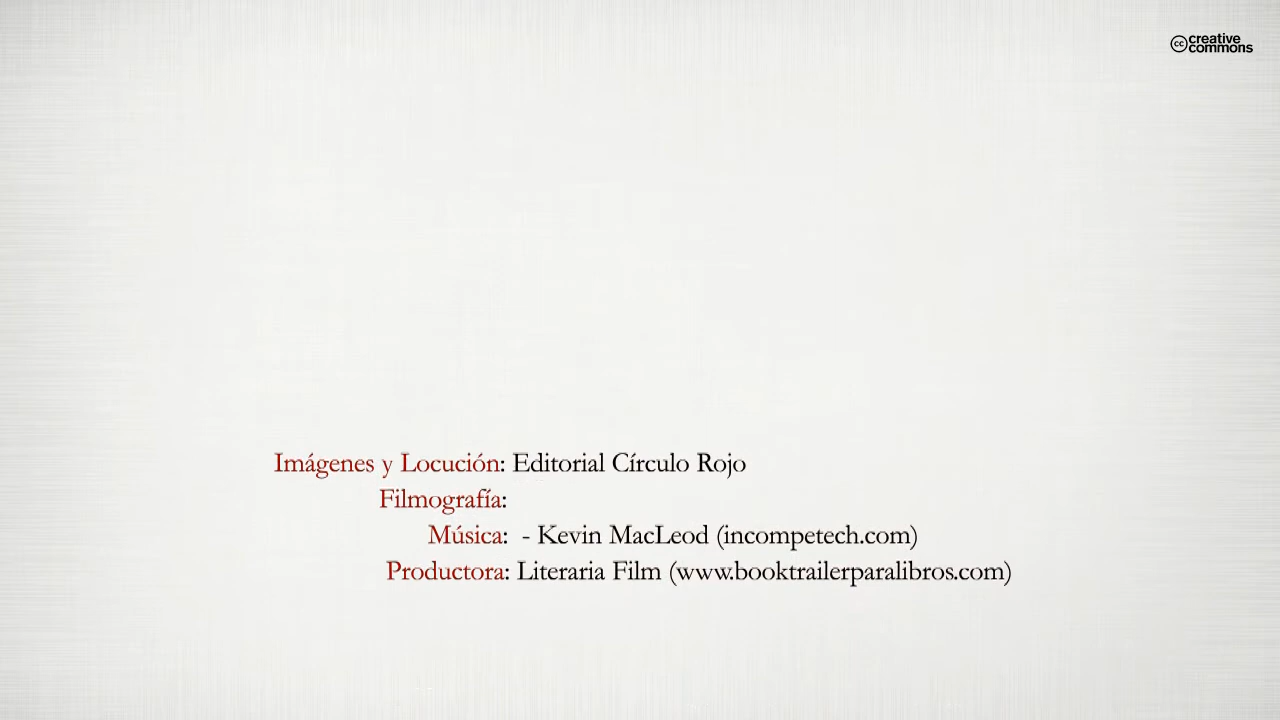 creative
commons
Imágenes y Locución: Editorial Círculo Rojo
Filmografía:
Música: - Kevin MacLeod (incompetech.com)
Productora: Literaria Film (www.booktrailerparalibros.com)